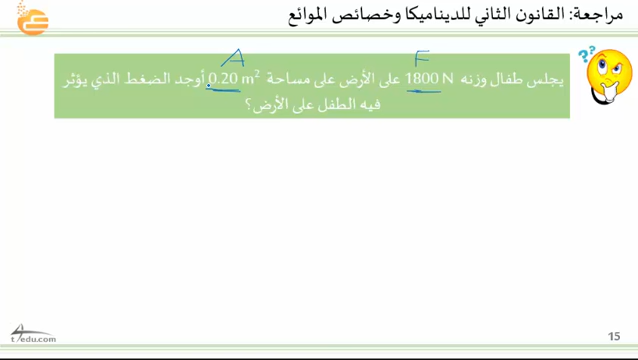 مراجعة: القانون الثاني للديناميكا وخصائص الموائع
A F
يجلس طفال وزنه 1800 N على الأرض على مساحة 0.20 m² أوجد الضغط الذي يؤثر
فيه الطفل على الأرض؟
??
edu.com
15